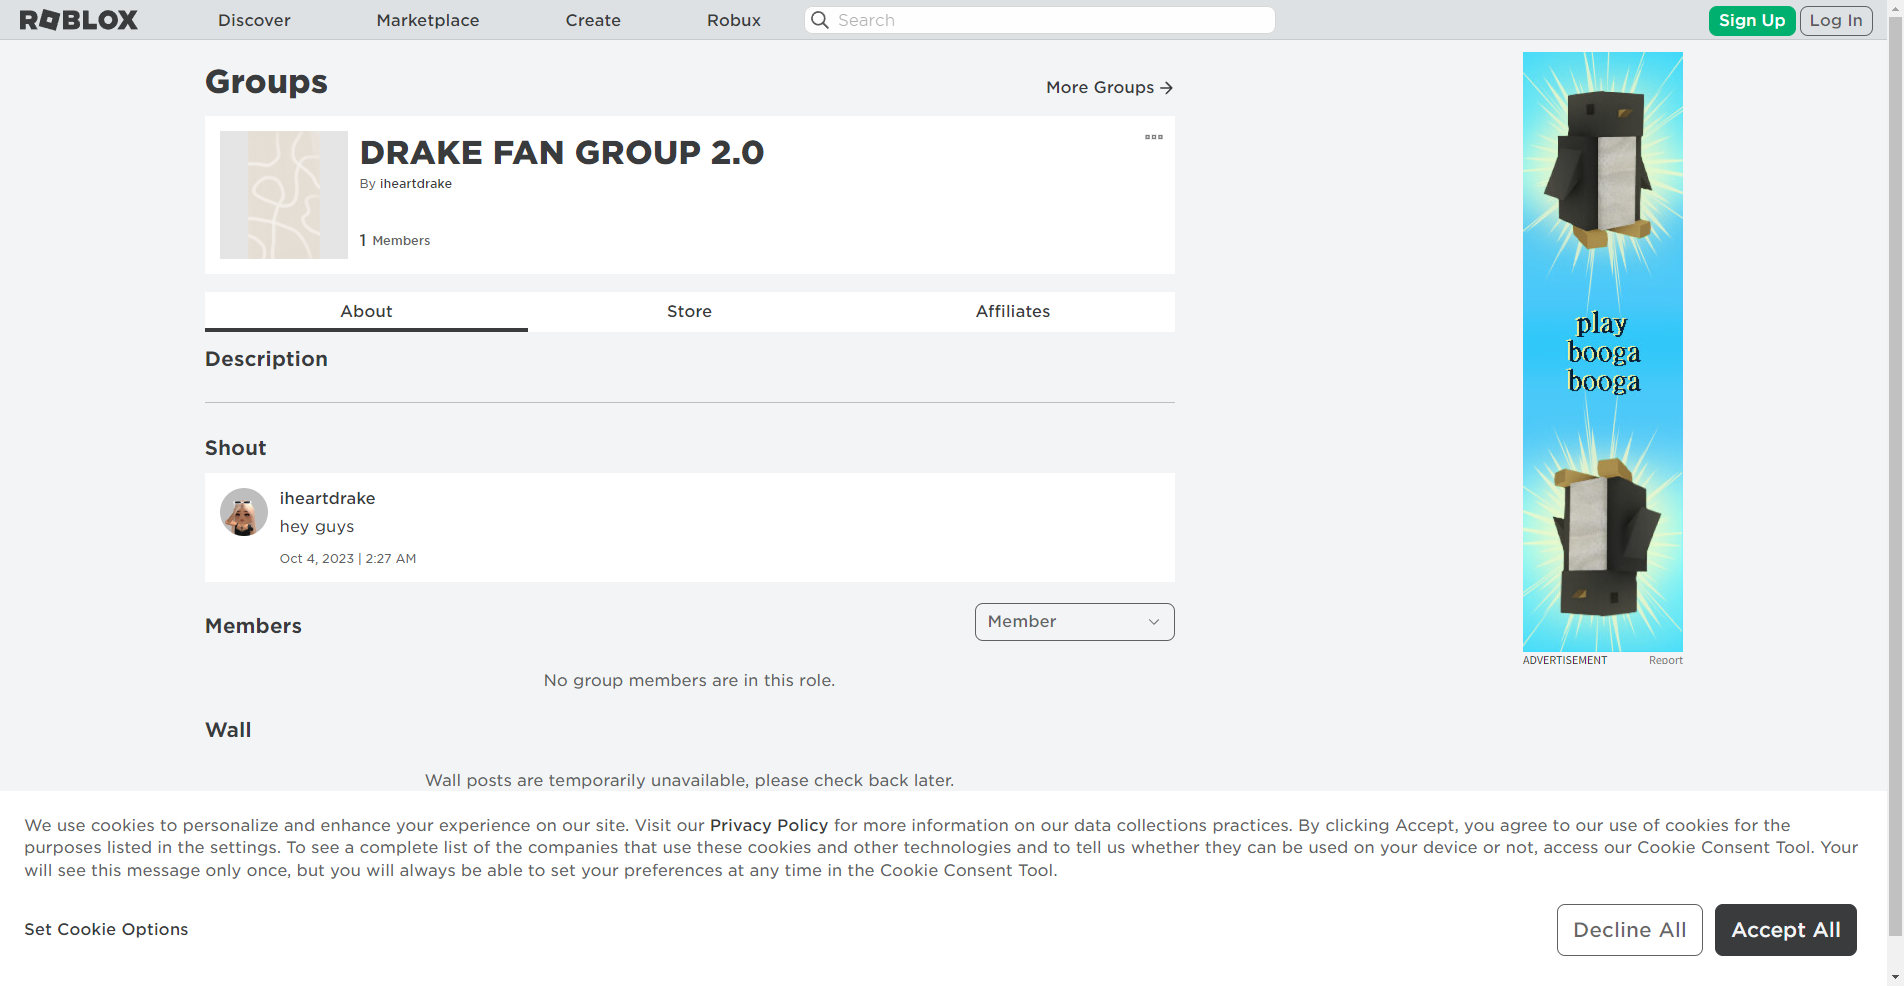 ROBLOX
Discover
Marketplace
Create
Robux
Search
Sign Up
Log In
Groups
More Groups
DRAKE FAN GROUP 2.0
By iheartdrake
1 Members
About
Store
Affiliates
Description
Shout
iheartdrake
hey guys
Oct 4, 2023 | 2:27 AM
Members
Member
No group members are in this role.
Wall
Wall posts are temporarily unavailable, please check back later.
play
booga
booga
ADVERTISEMENT
Report
We use cookies to personalize and enhance your experience on our site. Visit our Privacy Policy for more information on our data collections practices. By clicking Accept, you agree to our use of cookies for the
purposes listed in the settings. To see a complete list of the companies that use these cookies and other technologies and to tell us whether they can be used on your device or not, access our Cookie Consent Tool. Your
will see this message only once, but you will always be able to set your preferences at any time in the Cookie Consent Tool.
Set Cookie Options
Decline All
Accept All